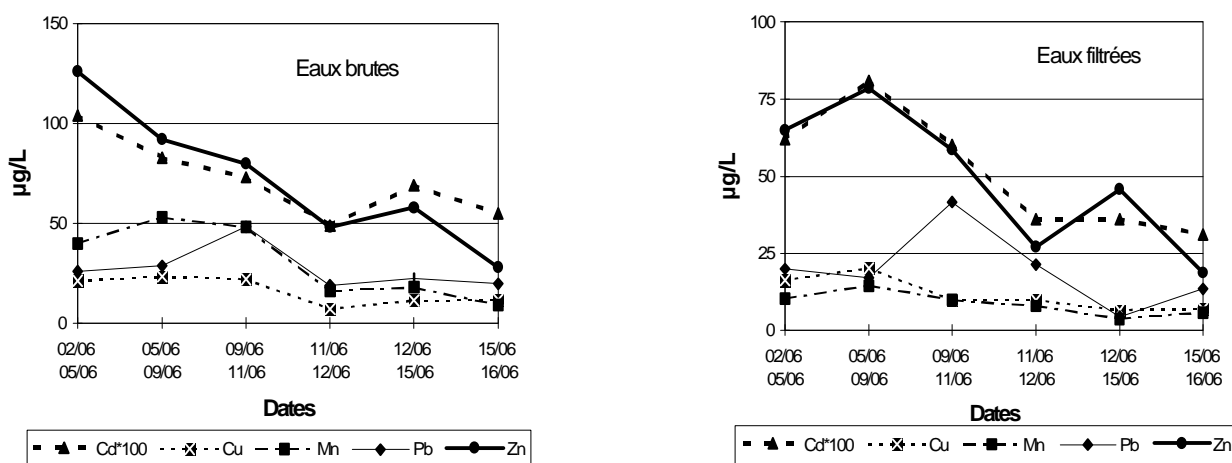 150
100
50
0
µg/L
Eaux brutes
02/06 05/06 09/06 11/06 12/06 15/06
05/06 09/06 11/06 12/06 15/06 16/06
Dates
Cd*100 Cu Mn Pb Zn
100
75
50
25
0
µg/L
Eaux filtrées
02/06 05/06 09/06 11/06 12/06 15/06
05/06 09/06 11/06 12/06 15/06 16/06
Dates
Cd*100 Cu Mn Pb Zn